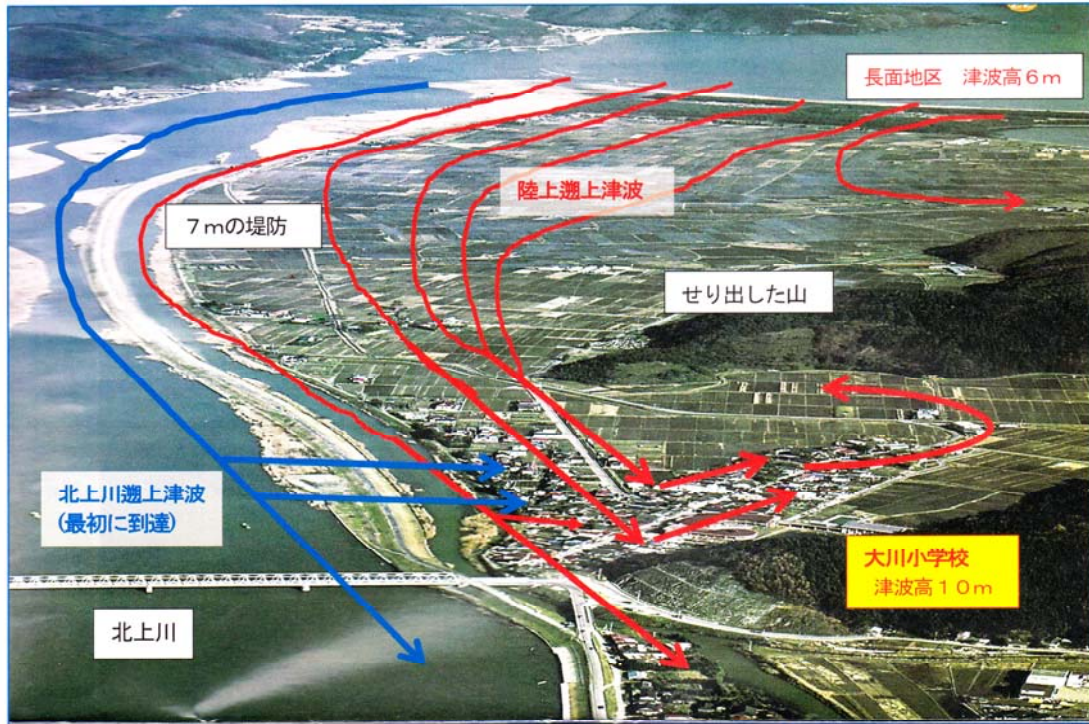 長面地区 津波高６ｍ
陸上遡上津波
７ｍの堤防
せり出した山
北上川遡上津波
(最初に到達)
大川小学校
津波高１０ｍ
北上川